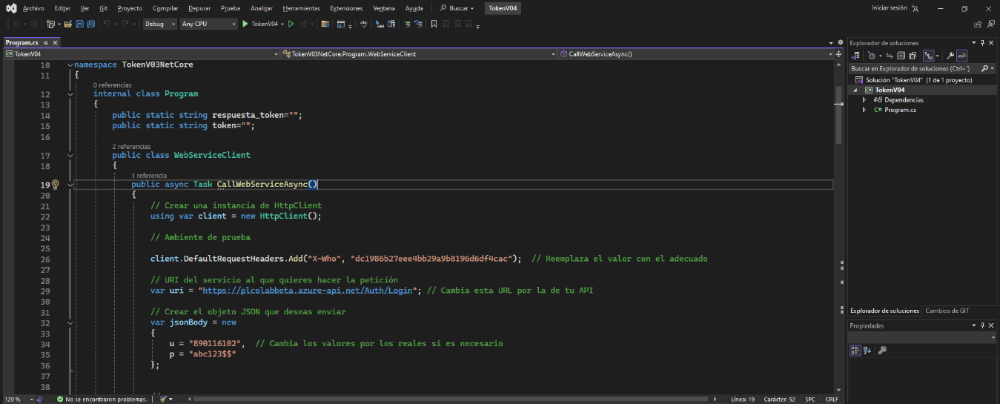 Archivo Editar Ver Git Proyecto Compilar Depurar Prueba Analizar Herramientas Extensiones Ventana Ayuda Buscar TokenV04 Iniciar sesión
Debug Any CPU TokenV04
Program.cs
TokenV04 TokenV03NetCore.Program.WebServiceClient CallWebServiceAsync()
10 namespace TokenV03NetCore
11 {
0 referencias
12 internal class Program
13 {
14 public static string respuesta_token="";
15 public static string token="";
16
2 referencias
17 public class WebServiceClient
18 {
1 referencia
19 public async Task CallWebServiceAsync()
20 {
21 // Crear una instancia de HttpClient
22 using var client = new HttpClient();
23
24 // Ambiente de prueba
25
26 client.DefaultRequestHeaders.Add("X-Who", "dc1986b27eee4bb29a9b8196d6df4cac"); // Reemplaza el valor con el adecuado
27
28 // URI del servicio al que quieres hacer la petición
29 var uri = "https://plcolabbeta.azure-api.net/Auth/Login"; // Cambia esta URL por la de tu API
30
31 // Crear el objeto JSON que deseas enviar
32 var jsonBody = new
33 {
34 u = "890116102", // Cambia los valores por los reales si es necesario
35 p = "abc123$$"
36 };
37
38
120 % No se encontraron problemas. Línea: 19 Carácter: 52 SPC CRLF
Explorador de soluciones
Buscar en Explorador de soluciones (Ctrl+')
Solución "TokenV04" (1 de 1 proyecto)
TokenV04
Dependencias
C# Program.cs
Explorador de soluciones Cambios de GIT
Propiedades